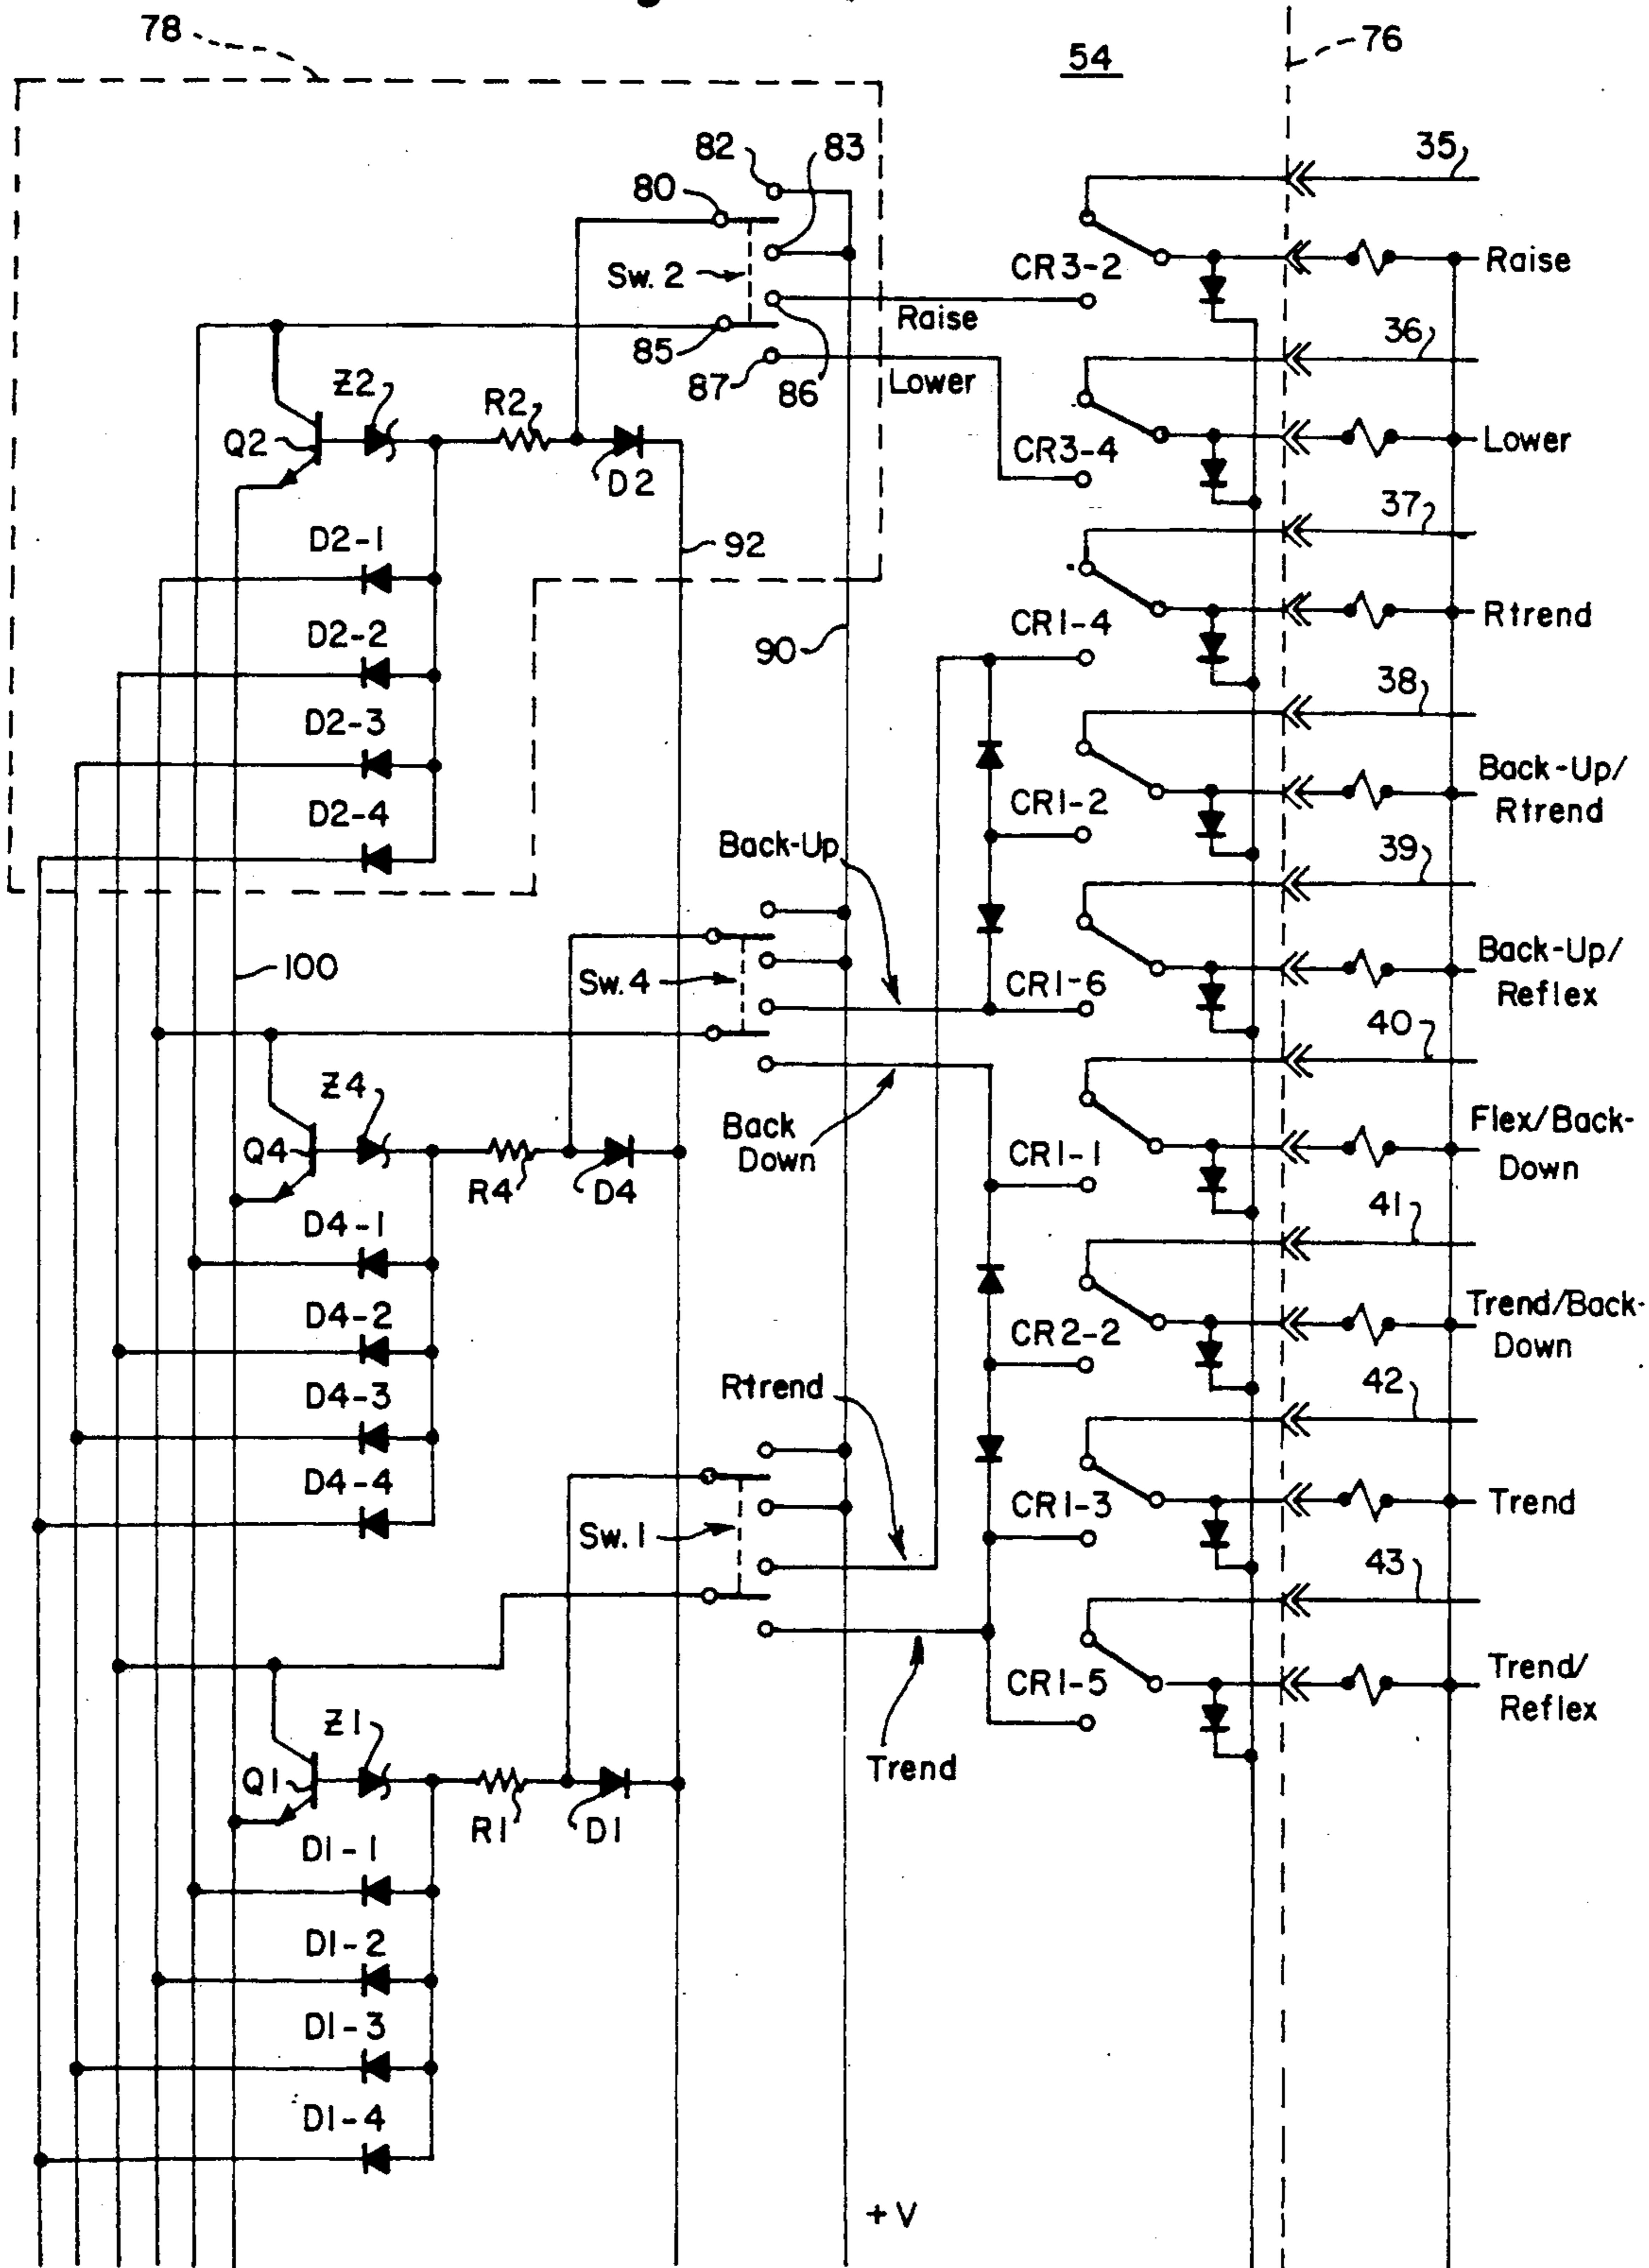 78
54
76
82
83
35
80
Sw. 2
CR3-2
Raise
Raise
85
86
36
87
Lower
Z2
R2
Q2
CR3-4
Lower
D2
37
D2-1
92
CR1-4
Rtrend
D2-2
90
38
D2-3
Back-Up/
Rtrend
CR1-2
D2-4
Back-Up
39
100
Sw. 4
CR1-6
Back-Up/
Reflex
40
Z4
Back
Down
Flex/Back-
Down
Q4
R4
D4
CR1-1
41
D4-1
D4-2
CR2-2
Trend/Back-
Down
Rtrend
42
D4-3
D4-4
CR1-3
Trend
Sw. 1
43
CR1-5
Trend/
Reflex
Z1
Trend
Q1
R1
D1
D1-1
D1-2
D1-3
D1-4
+V